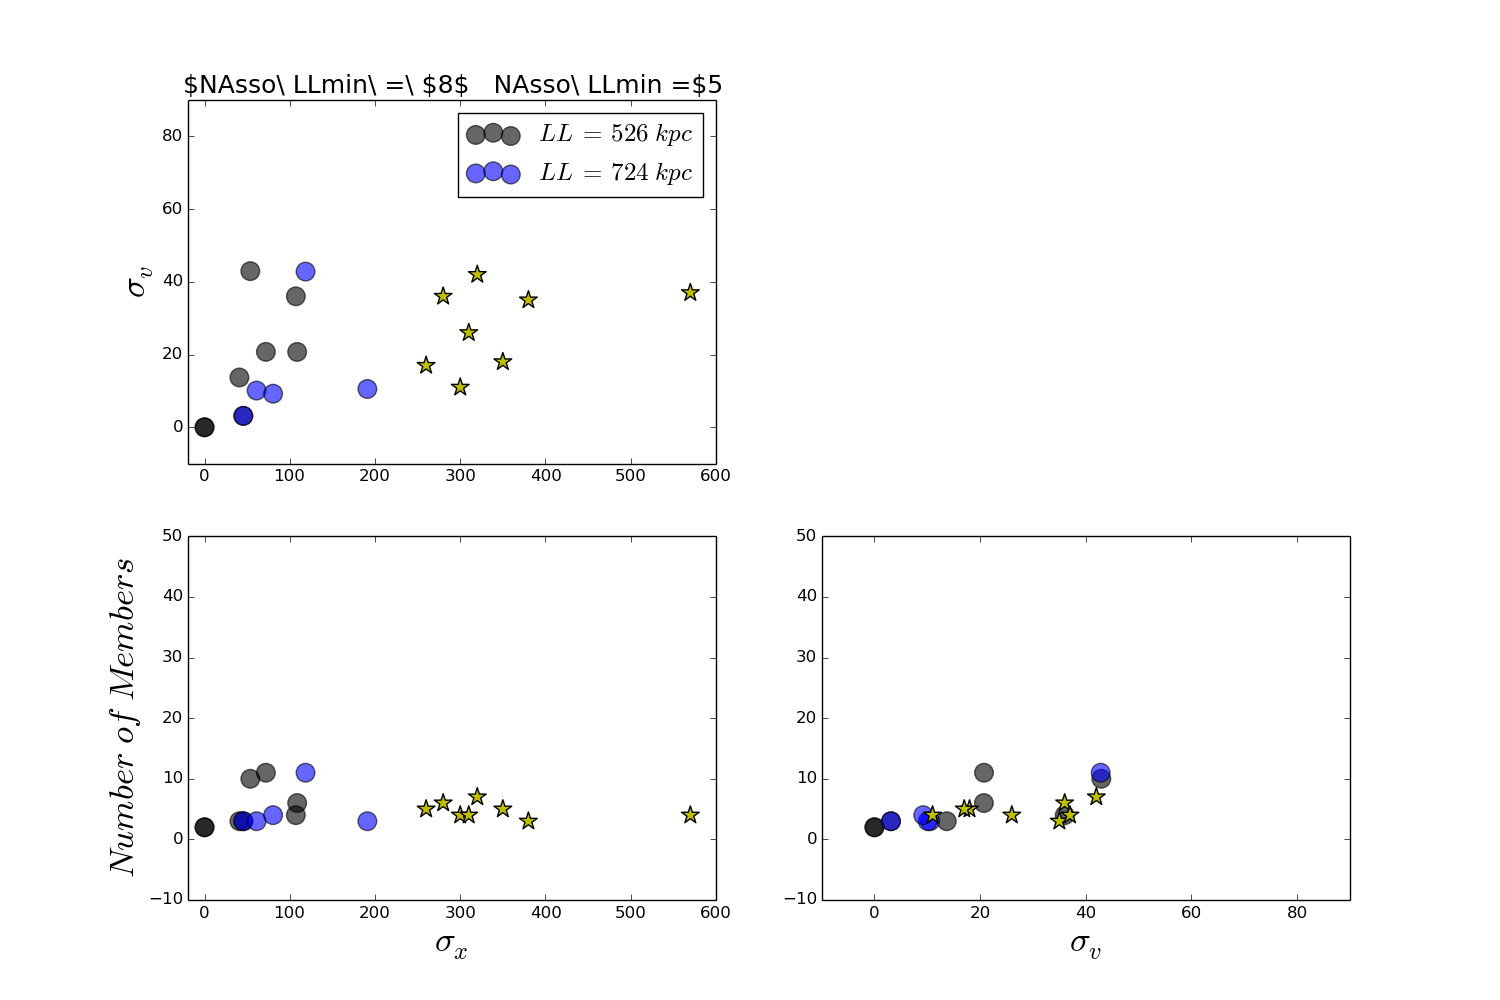 $NAsso\ LLmin\ =\ $8$   NAsso\ LLmin =$5
LL = 526 kpc
LL = 724 kpc
σ_v
80
60
40
20
0
0 100 200 300 400 500 600
Number of Members
50
40
30
20
10
0
−10
0 100 200 300 400 500 600
σ_x
50
40
30
20
10
0
−10
0 20 40 60 80
σ_v